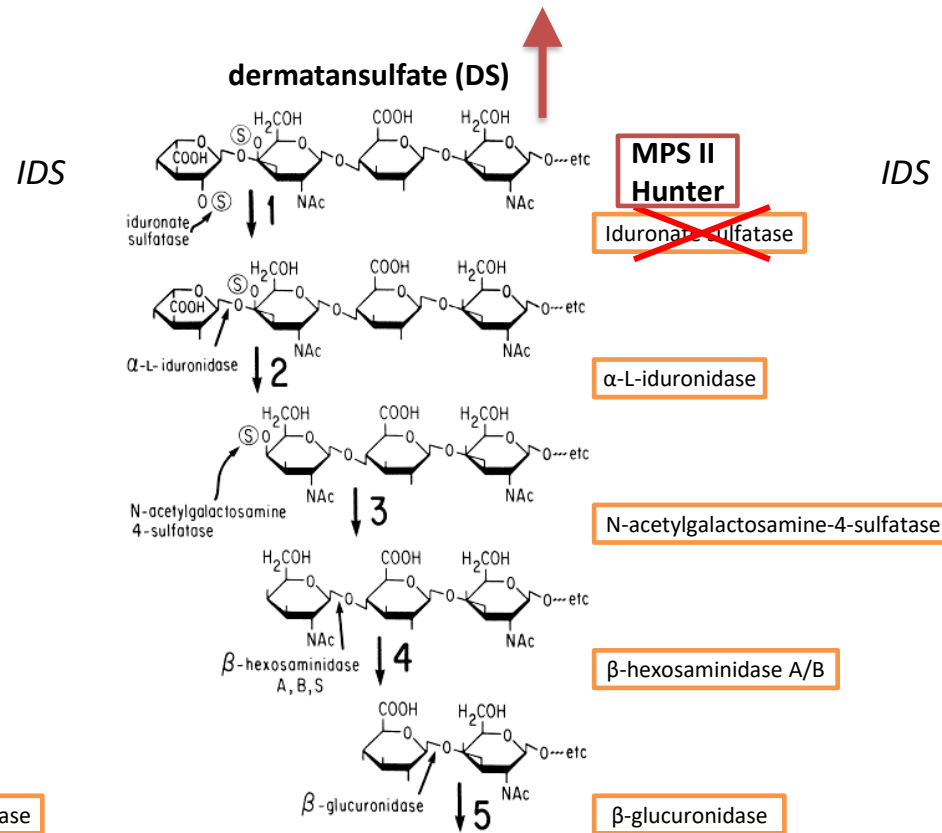 dermatansulfate (DS)
H₂COH
COOH
H₂COH
S
O
O
COOH
O
O
O
O
O
O
O
O---etc
IDS
MPS II
Hunter
IDS
O
S
NAc
NAc
iduronate
sulfatase
1
Iduronate sulfatase
H₂COH
COOH
H₂COH
S
O
O
COOH
O
O
O
O
O
O
O---etc
NAc
NAc
α-L-iduronidase
2
α-L-iduronidase
H₂COH
COOH
H₂COH
S
O
O
O
O
O
O
O---etc
NAc
NAc
N-acetylgalactosamine
4-sulfatase
3
N-acetylgalactosamine-4-sulfatase
H₂COH
COOH
H₂COH
O
O
O
O
O
O---etc
NAc
NAc
β-hexosaminidase
A, B, S
4
β-hexosaminidase A/B
COOH
H₂COH
O
O
O
O---etc
NAc
β-glucuronidase
5
β-glucuronidase
ase